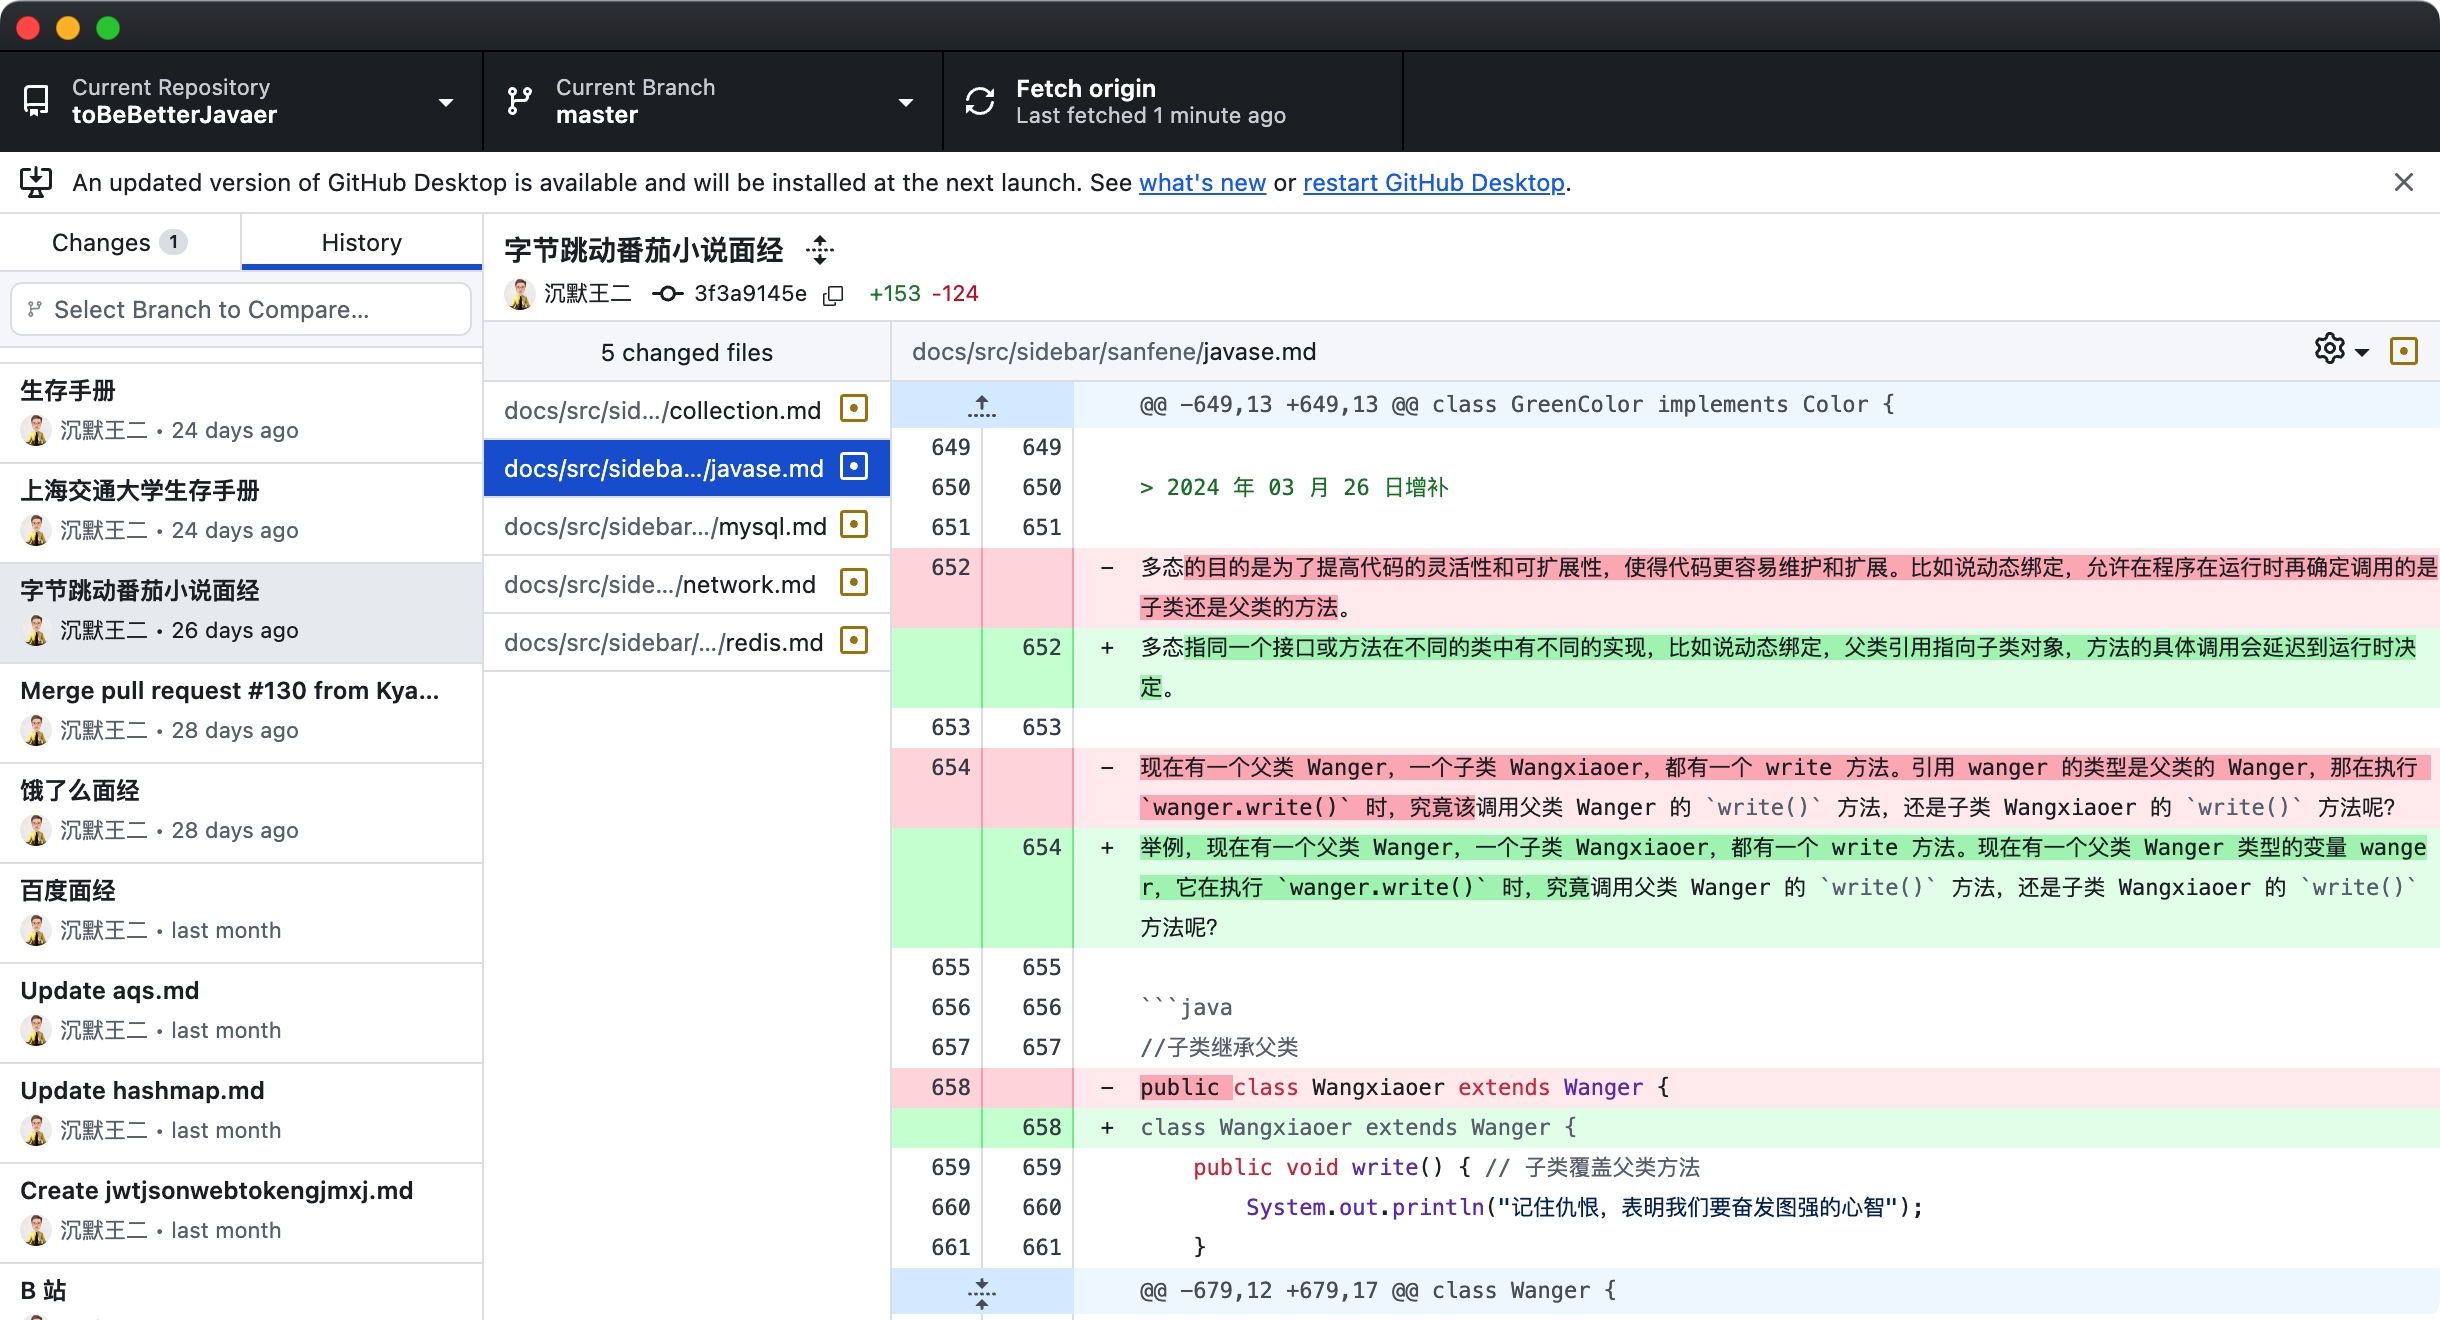 Current Repository
toBeBetterJavaer
Current Branch
master
Fetch origin
Last fetched 1 minute ago
An updated version of GitHub Desktop is available and will be installed at the next launch. See what's new or restart GitHub Desktop.
Changes 1
History
Select Branch to Compare...
生存手册
沉默王二 • 24 days ago
上海交通大学生存手册
沉默王二 • 24 days ago
字节跳动番茄小说面经
沉默王二 • 26 days ago
Merge pull request #130 from Kya...
沉默王二 • 28 days ago
饿了么面经
沉默王二 • 28 days ago
百度面经
沉默王二 • last month
Update aqs.md
沉默王二 • last month
Update hashmap.md
沉默王二 • last month
Create jwtjsonwebtokengjmxj.md
沉默王二 • last month
B 站
字节跳动番茄小说面经
沉默王二 3f3a9145e +153 -124
5 changed files
docs/src/sid.../collection.md
docs/src/sideba.../javase.md
docs/src/sidebar.../mysql.md
docs/src/side.../network.md
docs/src/sidebar/.../redis.md
docs/src/sidebar/sanfene/javase.md
@@ -649,13 +649,13 @@ class GreenColor implements Color {
649 649
650 650 > 2024 年 03 月 26 日增补
651 651
652 - 多态的目的是为了提高代码的灵活性和可扩展性，使得代码更容易维护和扩展。比如说动态绑定，允许在程序在运行时再确定调用的是
子类还是父类的方法。
652 + 多态指同一个接口或方法在不同的类中有不同的实现，比如说动态绑定，父类引用指向子类对象，方法的具体调用会延迟到运行时决
定。
653 653
654 - 现在有一个父类 Wanger，一个子类 Wangxiaoer，都有一个 write 方法。引用 wanger 的类型是父类的 Wanger，那在执行
`wanger.write()` 时，究竟该调用父类 Wanger 的 `write()` 方法，还是子类 Wangxiaoer 的 `write()` 方法呢？
654 + 举例，现在有一个父类 Wanger，一个子类 Wangxiaoer，都有一个 write 方法。现在有一个父类 Wanger 类型的变量 wange
r，它在执行 `wanger.write()` 时，究竟调用父类 Wanger 的 `write()` 方法，还是子类 Wangxiaoer 的 `write()`
方法呢？
655 655
656 656 ```java
657 657 //子类继承父类
658 - public class Wangxiaoer extends Wanger {
658 + class Wangxiaoer extends Wanger {
659 659 public void write() { // 子类覆盖父类方法
660 660 System.out.println("记住仇恨，表明我们要奋发图强的心智");
661 661 }
@@ -679,12 +679,17 @@ class Wanger {